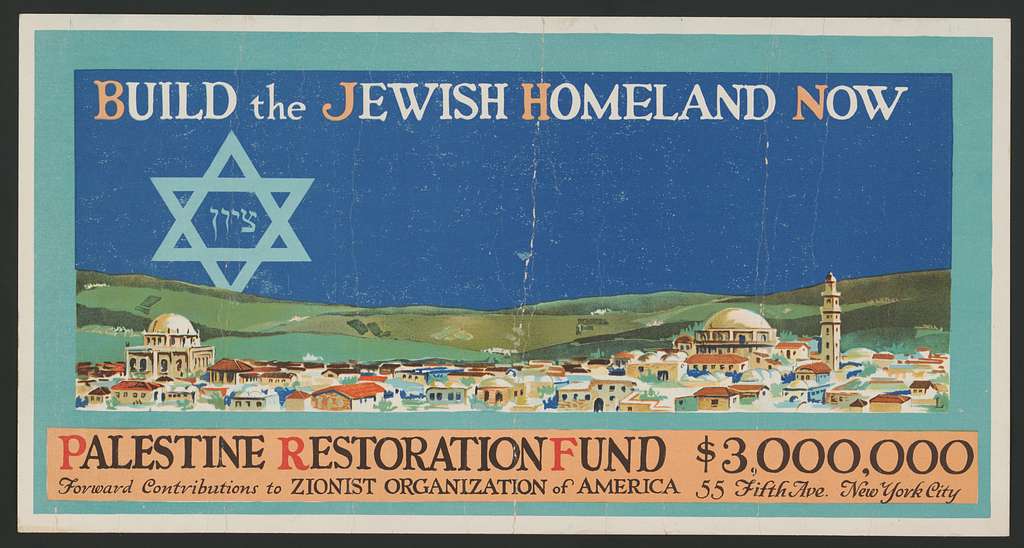 BUILD the JEWISH HOMELAND NOW
ציון
PALESTINE RESTORATION FUND $3,000,000
Forward Contributions to ZIONIST ORGANIZATION of AMERICA 55 Fifth Ave. New York City